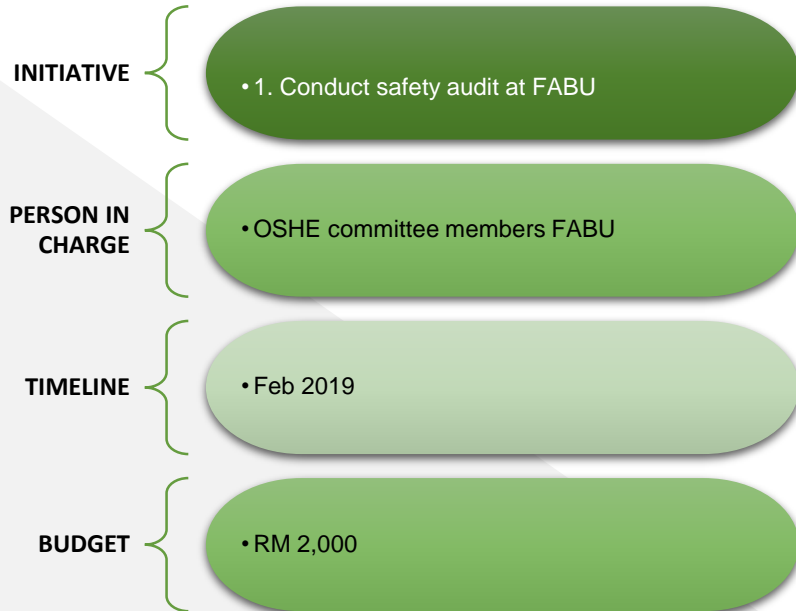 INITIATIVE
• 1. Conduct safety audit at FABU
PERSON IN
CHARGE
• OSHE committee members FABU
TIMELINE
• Feb 2019
BUDGET
• RM 2,000